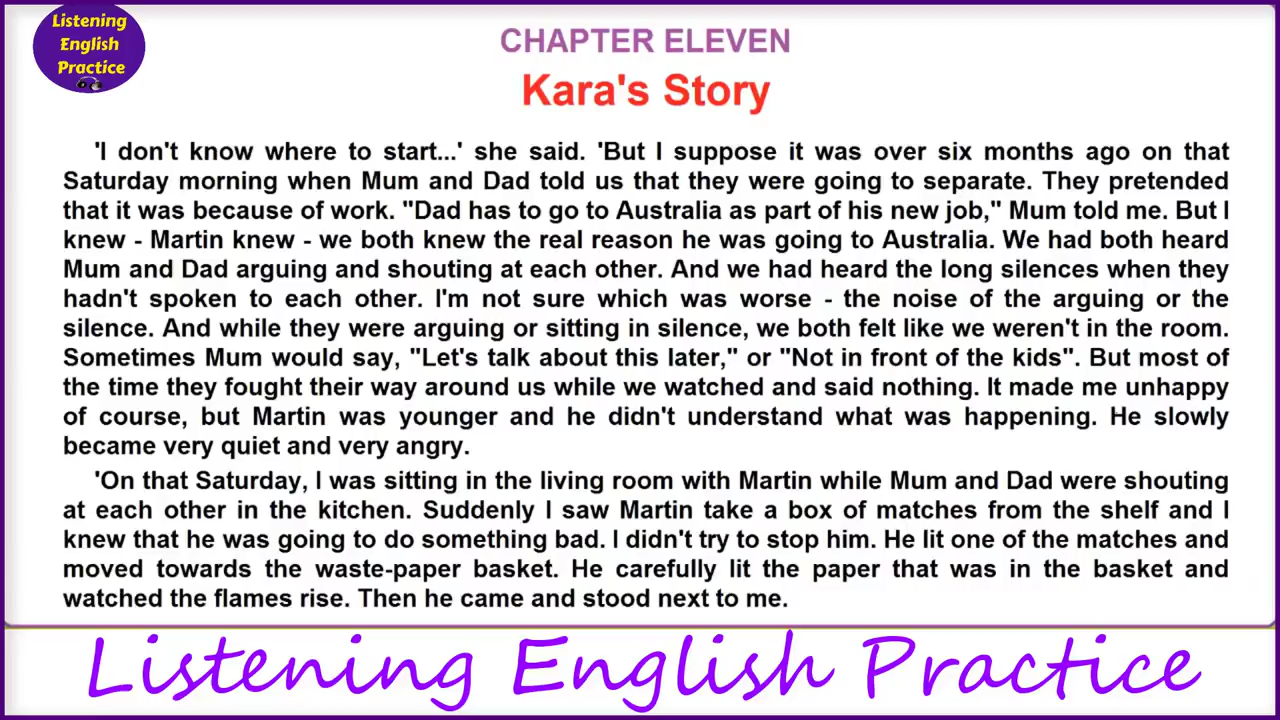 Listening
English
Practice
CHAPTER ELEVEN
Kara's Story
'I don't know where to start...' she said. 'But I suppose it was over six months ago on that
Saturday morning when Mum and Dad told us that they were going to separate. They pretended
that it was because of work. "Dad has to go to Australia as part of his new job," Mum told me. But I
knew - Martin knew - we both knew the real reason he was going to Australia. We had both heard
Mum and Dad arguing and shouting at each other. And we had heard the long silences when they
hadn't spoken to each other. I'm not sure which was worse - the noise of the arguing or the
silence. And while they were arguing or sitting in silence, we both felt like we weren't in the room.
Sometimes Mum would say, "Let's talk about this later," or "Not in front of the kids". But most of
the time they fought their way around us while we watched and said nothing. It made me unhappy
of course, but Martin was younger and he didn't understand what was happening. He slowly
became very quiet and very angry.
'On that Saturday, I was sitting in the living room with Martin while Mum and Dad were shouting
at each other in the kitchen. Suddenly I saw Martin take a box of matches from the shelf and I
knew that he was going to do something bad. I didn't try to stop him. He lit one of the matches and
moved towards the waste-paper basket. He carefully lit the paper that was in the basket and
watched the flames rise. Then he came and stood next to me.
Listening English Practice